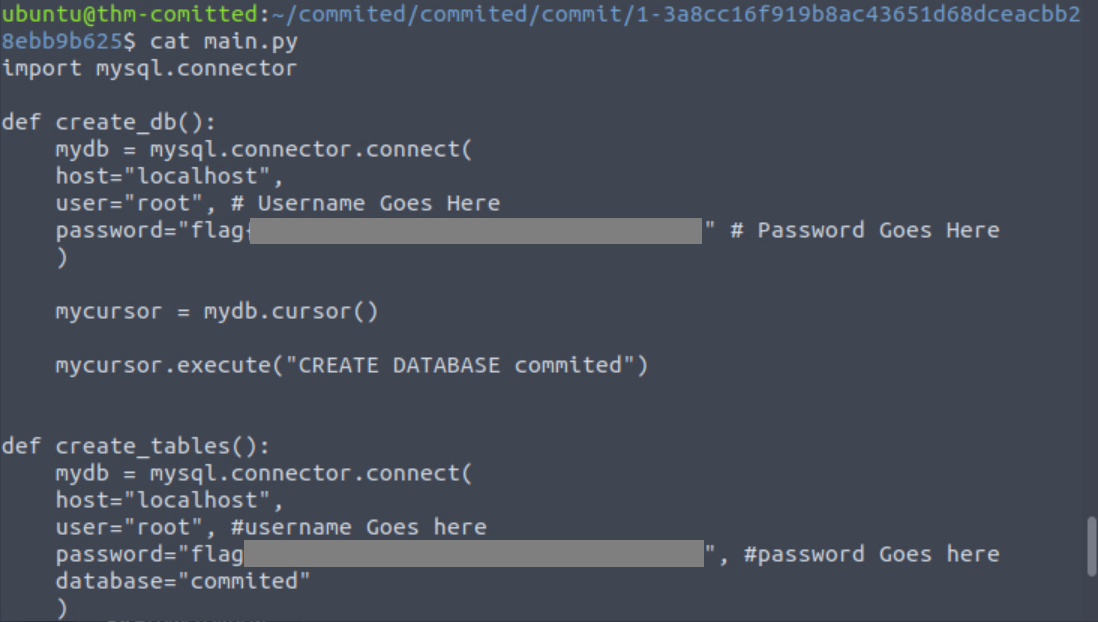 ubuntu@thm-comitted:~/commited/commited/commit/1-3a8cc16f919b8ac43651d68dceacbb2
8ebb9b625$ cat main.py
import mysql.connector

def create_db():
    mydb = mysql.connector.connect(
    host="localhost",
    user="root", # Username Goes Here
    password="flag{" # Password Goes Here
    )

    mycursor = mydb.cursor()

    mycursor.execute("CREATE DATABASE commited")


def create_tables():
    mydb = mysql.connector.connect(
    host="localhost",
    user="root", #username Goes here
    password="flag", #password Goes here
    database="commited"
    )